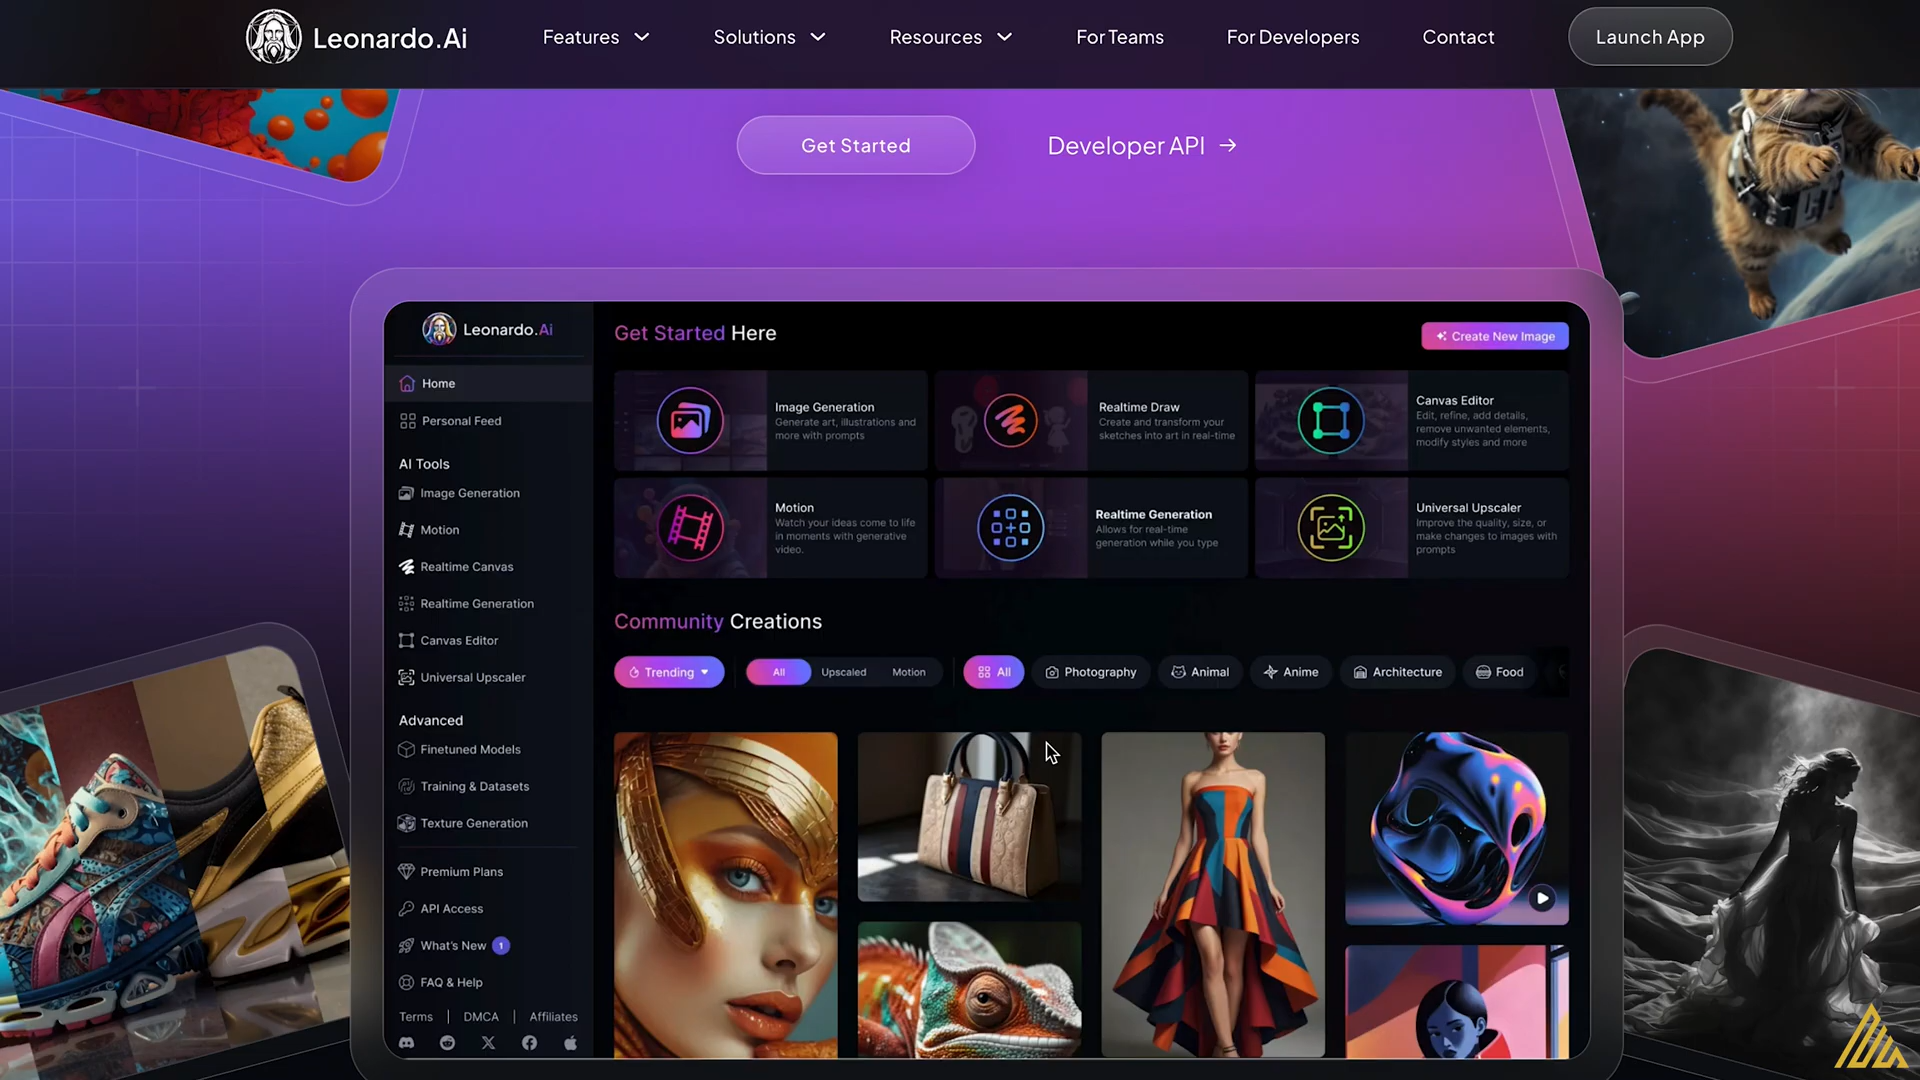 Leonardo.Ai
Features
Solutions
Resources
For Teams
For Developers
Contact
Launch App
Get Started
Developer API →
Leonardo.Ai
Home
Personal Feed
AI Tools
Image Generation
Motion
Realtime Canvas
Realtime Generation
Canvas Editor
Universal Upscaler
Advanced
Finetuned Models
Training & Datasets
Texture Generation
Premium Plans
API Access
What's New 1
FAQ & Help
Terms | DMCA | Affiliates
Get Started Here
Create New Image
Image Generation
Generate art, illustrations and
more with prompts
Realtime Draw
Create and transform your
sketches into art in real-time
Canvas Editor
Edit, refine, add details,
remove unwanted elements,
modify styles and more
Motion
Watch your ideas come to life
in moments with generative
video.
Realtime Generation
Allows for real-time
generation while you type
Universal Upscaler
Improve the quality, size, or
make changes to images with
prompts
Community Creations
Trending
All
Upscaled
Motion
All
Photography
Animal
Anime
Architecture
Food